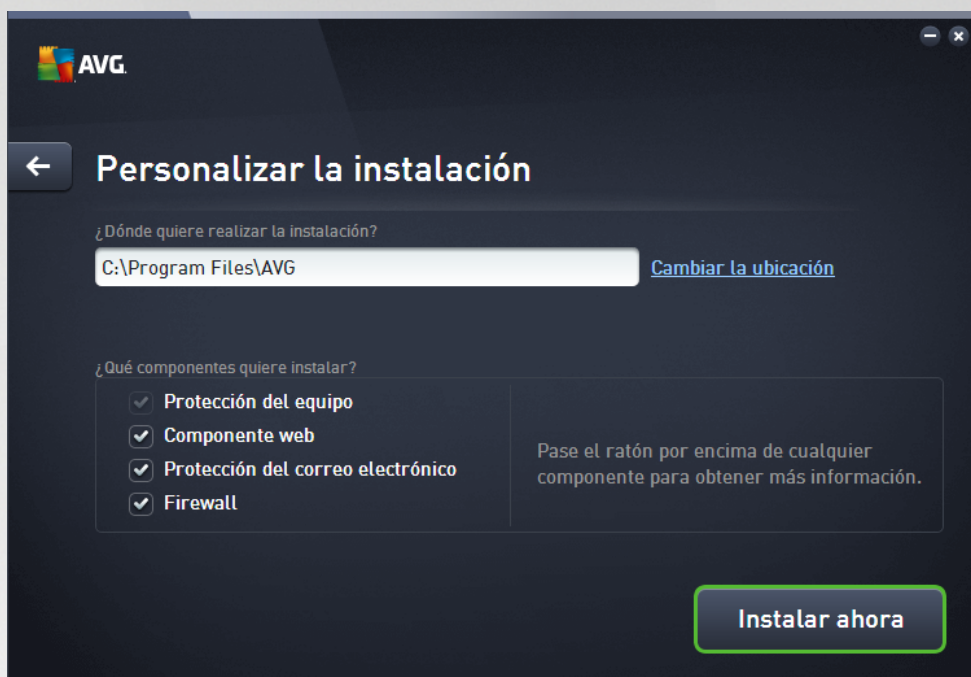 AVG.
Personalizar la instalación
¿Dónde quiere realizar la instalación?
C:\Program Files\AVG
Cambiar la ubicación
¿Qué componentes quiere instalar?
Protección del equipo
Componente web
Protección del correo electrónico
Firewall
Pase el ratón por encima de cualquier
componente para obtener más información.
Instalar ahora